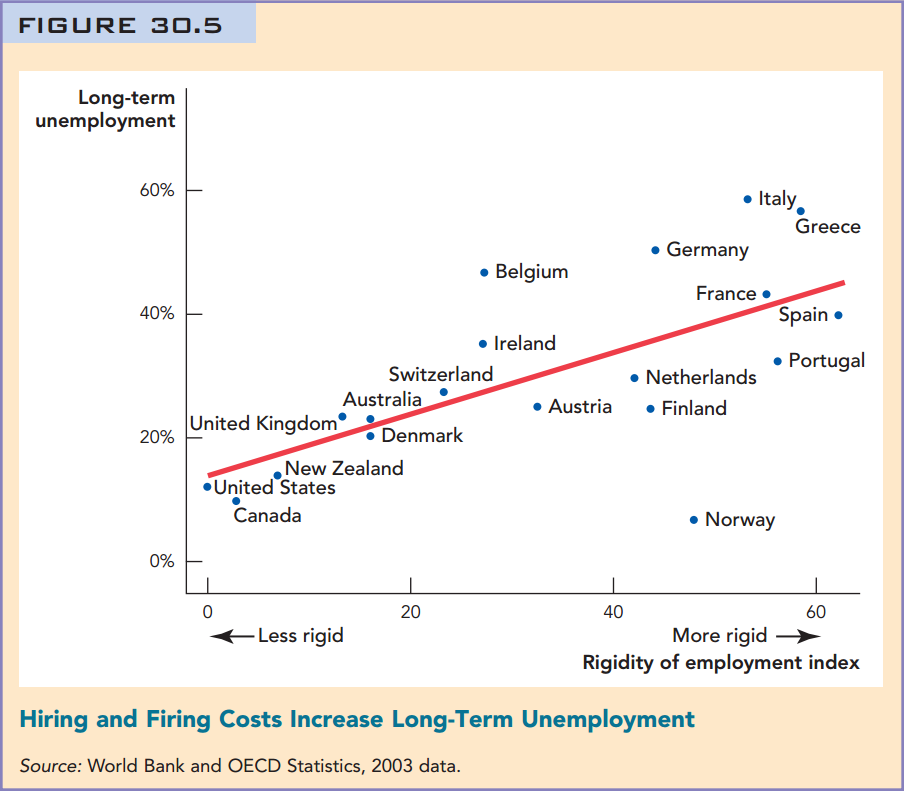 FIGURE 30.5
Long-term
unemployment
60%
Italy
Greece
Germany
Belgium
France
40%
Spain
Ireland
Portugal
Switzerland
Netherlands
Australia
Austria
Finland
United Kingdom
20%
Denmark
New Zealand
United States
Canada
Norway
0%
0 20 40 60
Less rigid More rigid
Rigidity of employment index
Hiring and Firing Costs Increase Long-Term Unemployment
Source: World Bank and OECD Statistics, 2003 data.